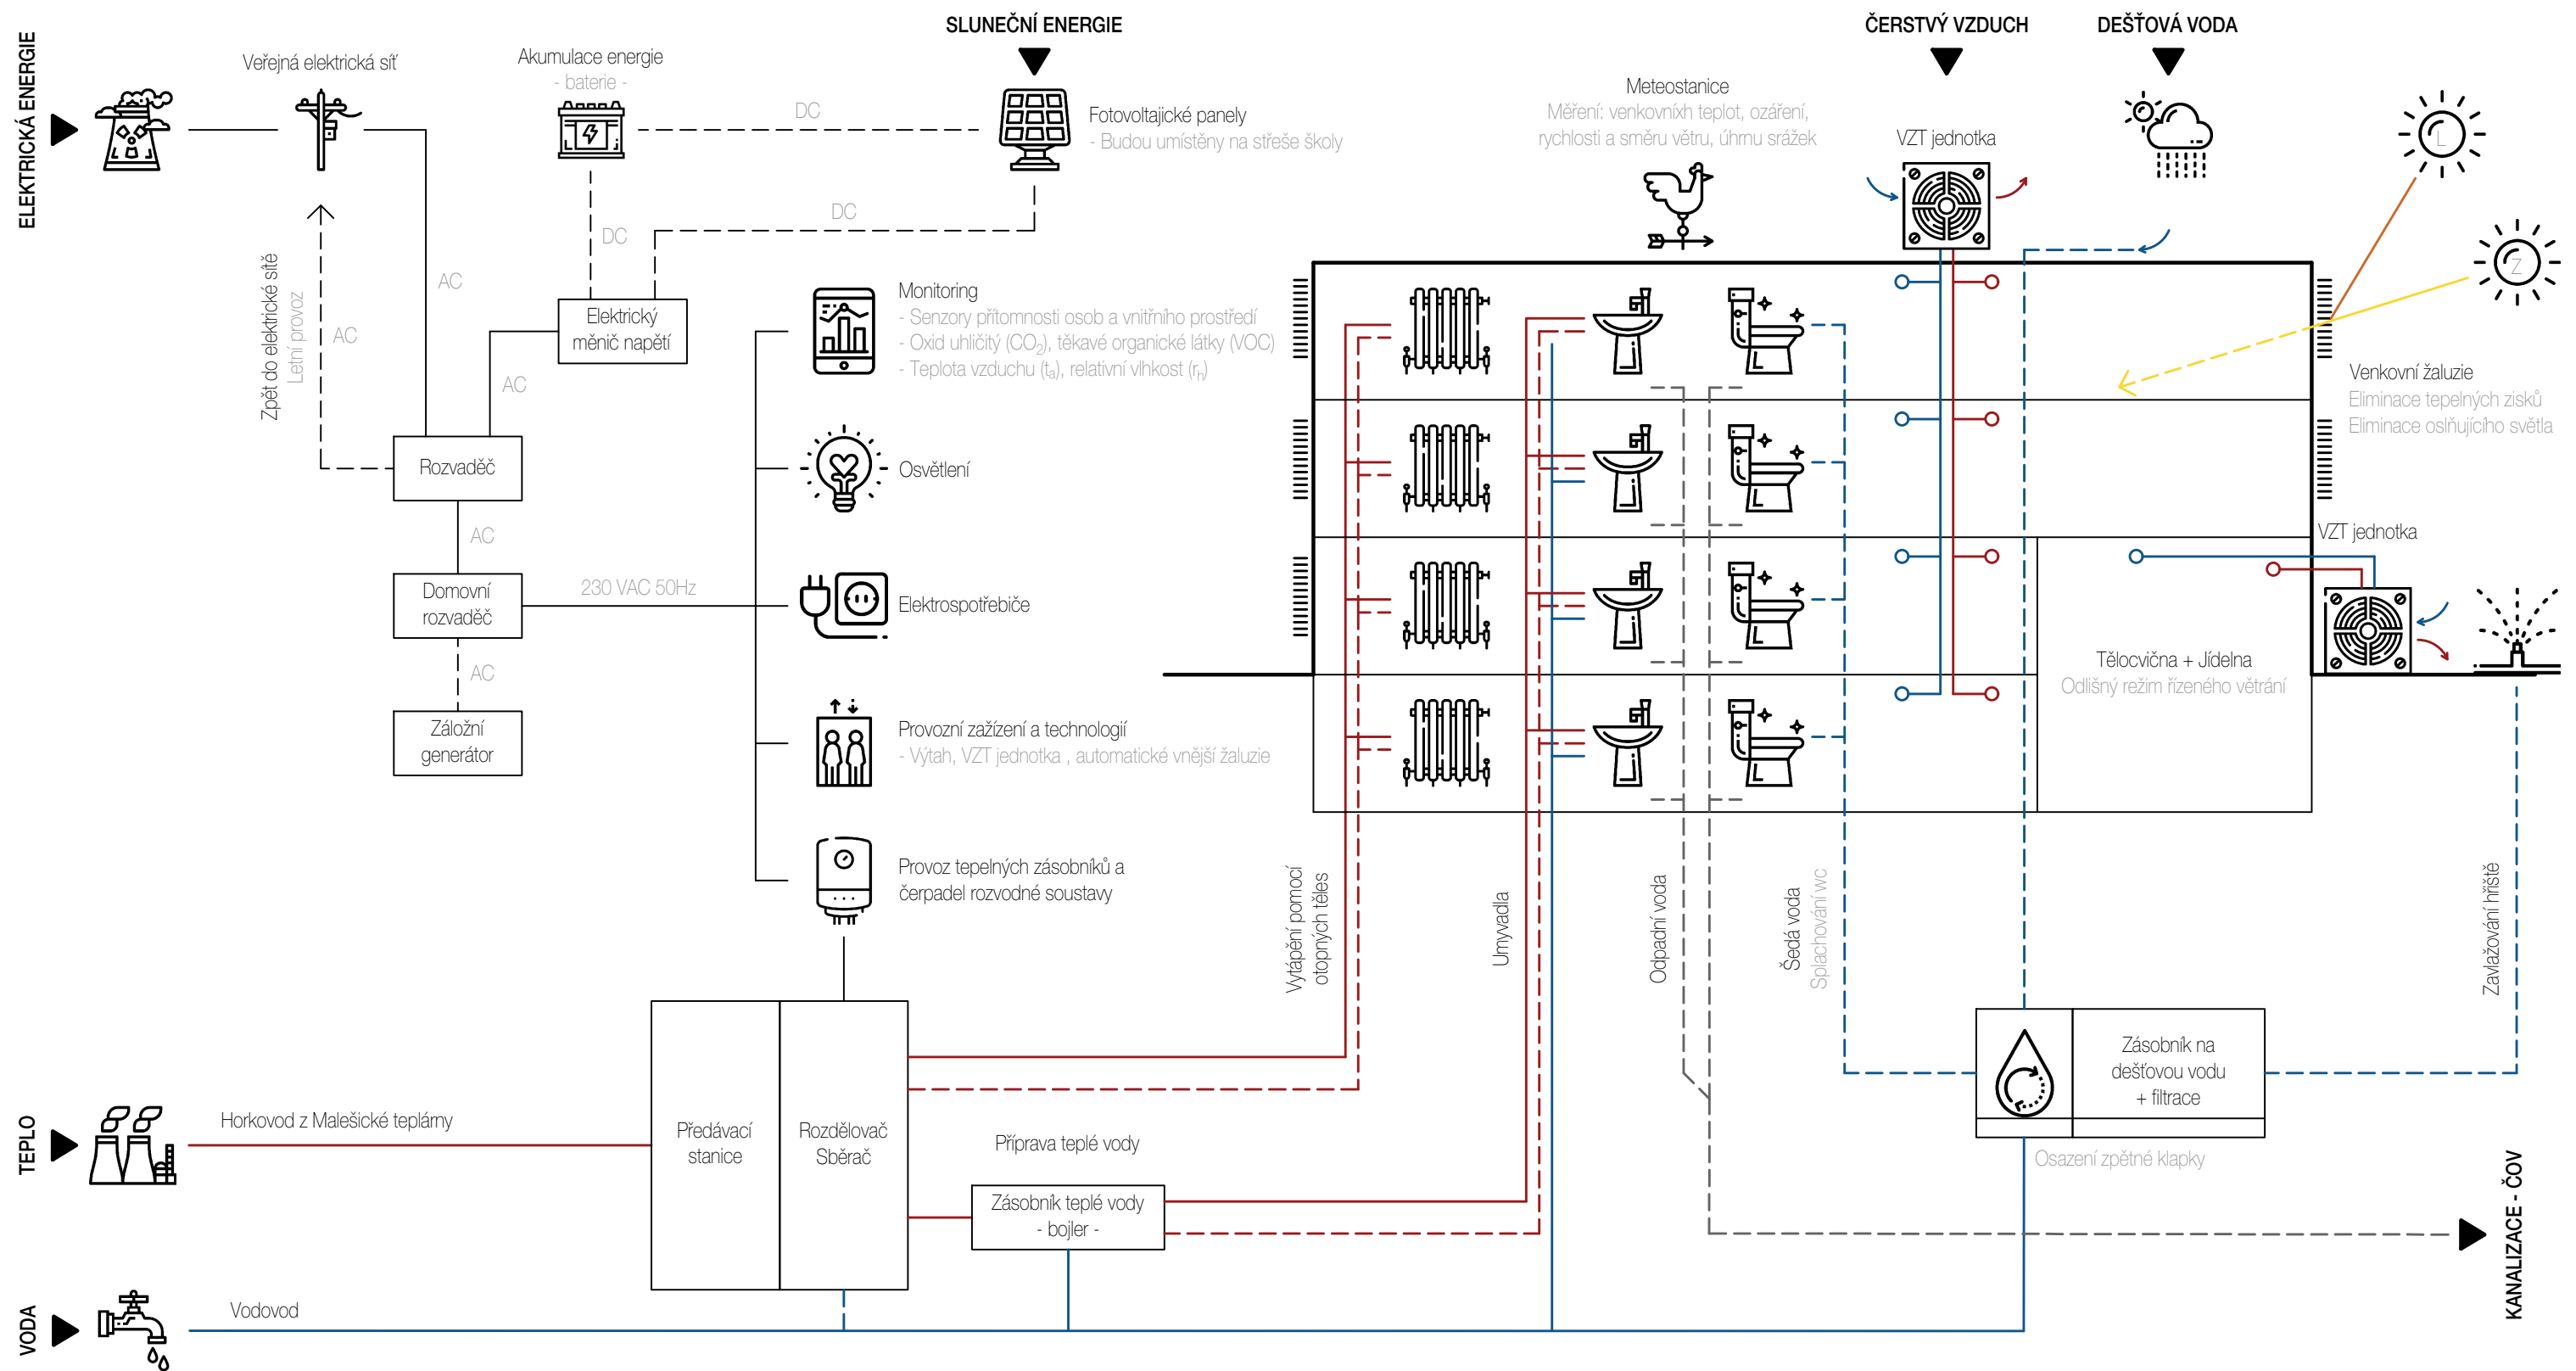 ELEKTRICKÁ ENERGIE
Veřejná elektrická síť
Akumulace energie
- baterie -
SLUNEČNÍ ENERGIE
Fotovoltajické panely
- Budou umístěny na střeše školy
DC
DC
DC
AC
AC
AC
Zpět do elektrické sítě
Letní provoz
Elektrický
měnič napětí
Rozvaděč
AC
Domovní
rozvaděč
230 VAC 50Hz
AC
Záložní
generátor
Monitoring
- Senzory přítomnosti osob a vnitřního prostředí
- Oxid uhličitý (CO₂), těkavé organické látky (VOC)
- Teplota vzduchu (tₐ), relativní vlhkost (rₕ)
Osvětlení
Elektrospotřebiče
Provozní zažízení a technologií
- Výtah, VZT jednotka , automatické vnější žaluzie
Provoz tepelných zásobníků a
čerpadel rozvodné soustavy
Meteostanice
Měření: venkovníxh teplot, ozáření,
rychlosti a směru větru, úhrnu srážek
ČERSTVÝ VZDUCH
VZT jednotka
DEŠŤOVÁ VODA
L
Z
Venkovní žaluzie
Eliminace tepelných zisků
Eliminace oslňujícího světla
VZT jednotka
Tělocvična + Jídelna
Odlišný režim řízeného větrání
Vytápění pomocí
otopných těles
Umyvadla
Odpadní voda
Šedá voda
Splachování wc
Zavlažování hřiště
Zásobník na
dešťovou vodu
+ filtrace
Osazení zpětné klapky
TEPLO
Horkovod z Malešické teplárny
Předávací
stanice
Rozdělovač
Sběrač
Příprava teplé vody
Zásobník teplé vody
- bojler -
KANALIZACE - ČOV
VODA
Vodovod